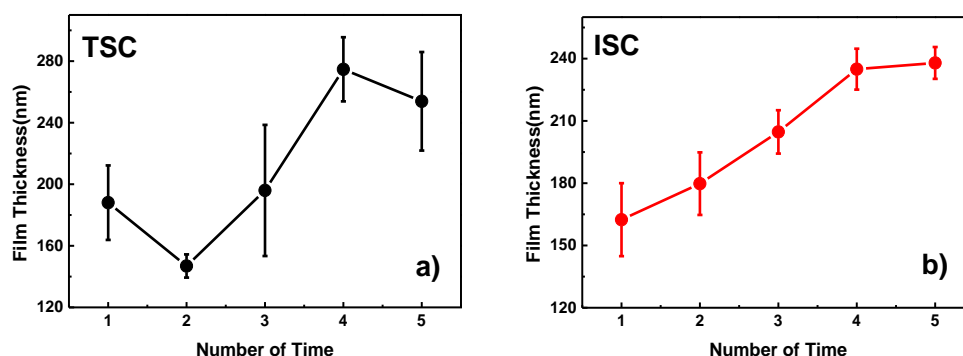 TSC
Film Thickness(nm)
280
240
200
160
120
a)
1 2 3 4 5
Number of Time
ISC
Film Thickness(nm)
240
210
180
150
120
b)
1 2 3 4 5
Number of Time